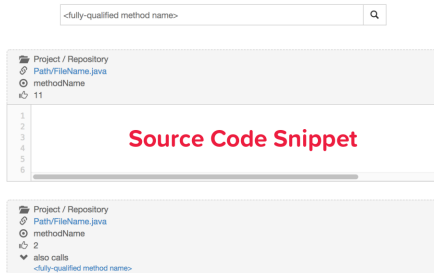 <fully-qualified method name>
Project / Repository
Path/FileName.java
methodName
11
1
2
3
4
5
6
Source Code Snippet
Project / Repository
Path/FileName.java
methodName
2
also calls
<fully-qualified method name>